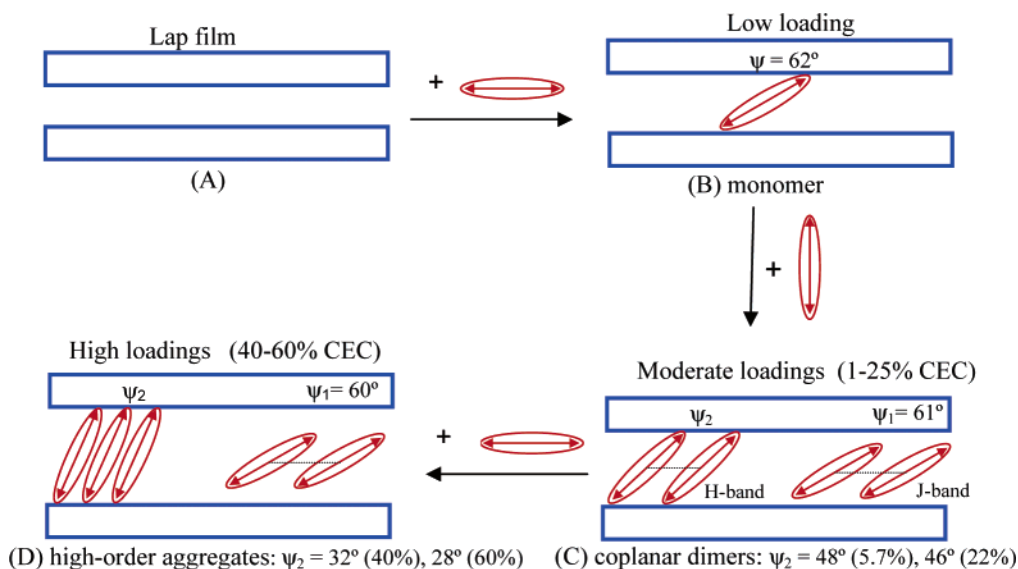 Lap film
+
(A)
Low loading
ψ = 62º
(B) monomer
+
Moderate loadings (1-25% CEC)
ψ₂ ψ₁= 61º
H-band J-band
(C) coplanar dimers: ψ₂ = 48º (5.7%), 46º (22%)
+
High loadings (40-60% CEC)
ψ₂ ψ₁= 60º
(D) high-order aggregates: ψ₂ = 32º (40%), 28º (60%)